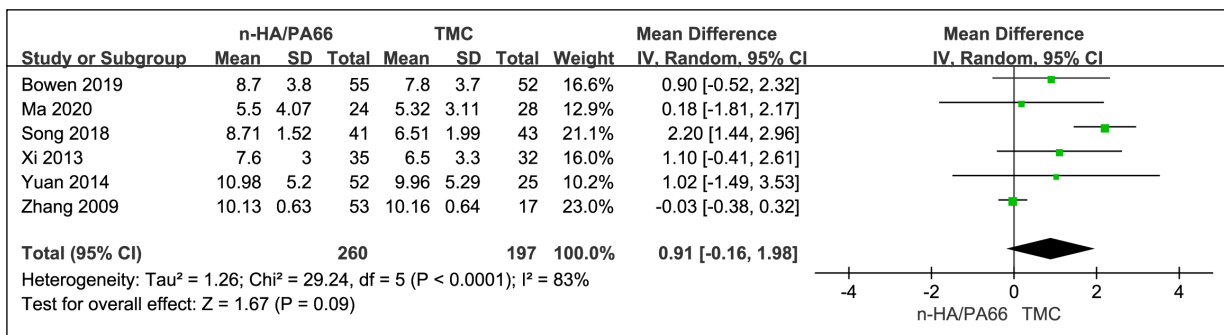 n-HA/PA66 TMC Mean Difference Mean Difference
Study or Subgroup Mean SD Total Mean SD Total Weight IV, Random, 95% CI IV, Random, 95% CI
Bowen 2019 8.7 3.8 55 7.8 3.7 52 16.6% 0.90 [-0.52, 2.32]
Ma 2020 5.5 4.07 24 5.32 3.11 28 12.9% 0.18 [-1.81, 2.17]
Song 2018 8.71 1.52 41 6.51 1.99 43 21.1% 2.20 [1.44, 2.96]
Xi 2013 7.6 3 35 6.5 3.3 32 16.0% 1.10 [-0.41, 2.61]
Yuan 2014 10.98 5.2 52 9.96 5.29 25 10.2% 1.02 [-1.49, 3.53]
Zhang 2009 10.13 0.63 53 10.16 0.64 17 23.0% -0.03 [-0.38, 0.32]
Total (95% CI) 260 197 100.0% 0.91 [-0.16, 1.98]
Heterogeneity: Tau² = 1.26; Chi² = 29.24, df = 5 (P < 0.0001); I² = 83%
Test for overall effect: Z = 1.67 (P = 0.09)
-4 -2 0 2 4
n-HA/PA66 TMC